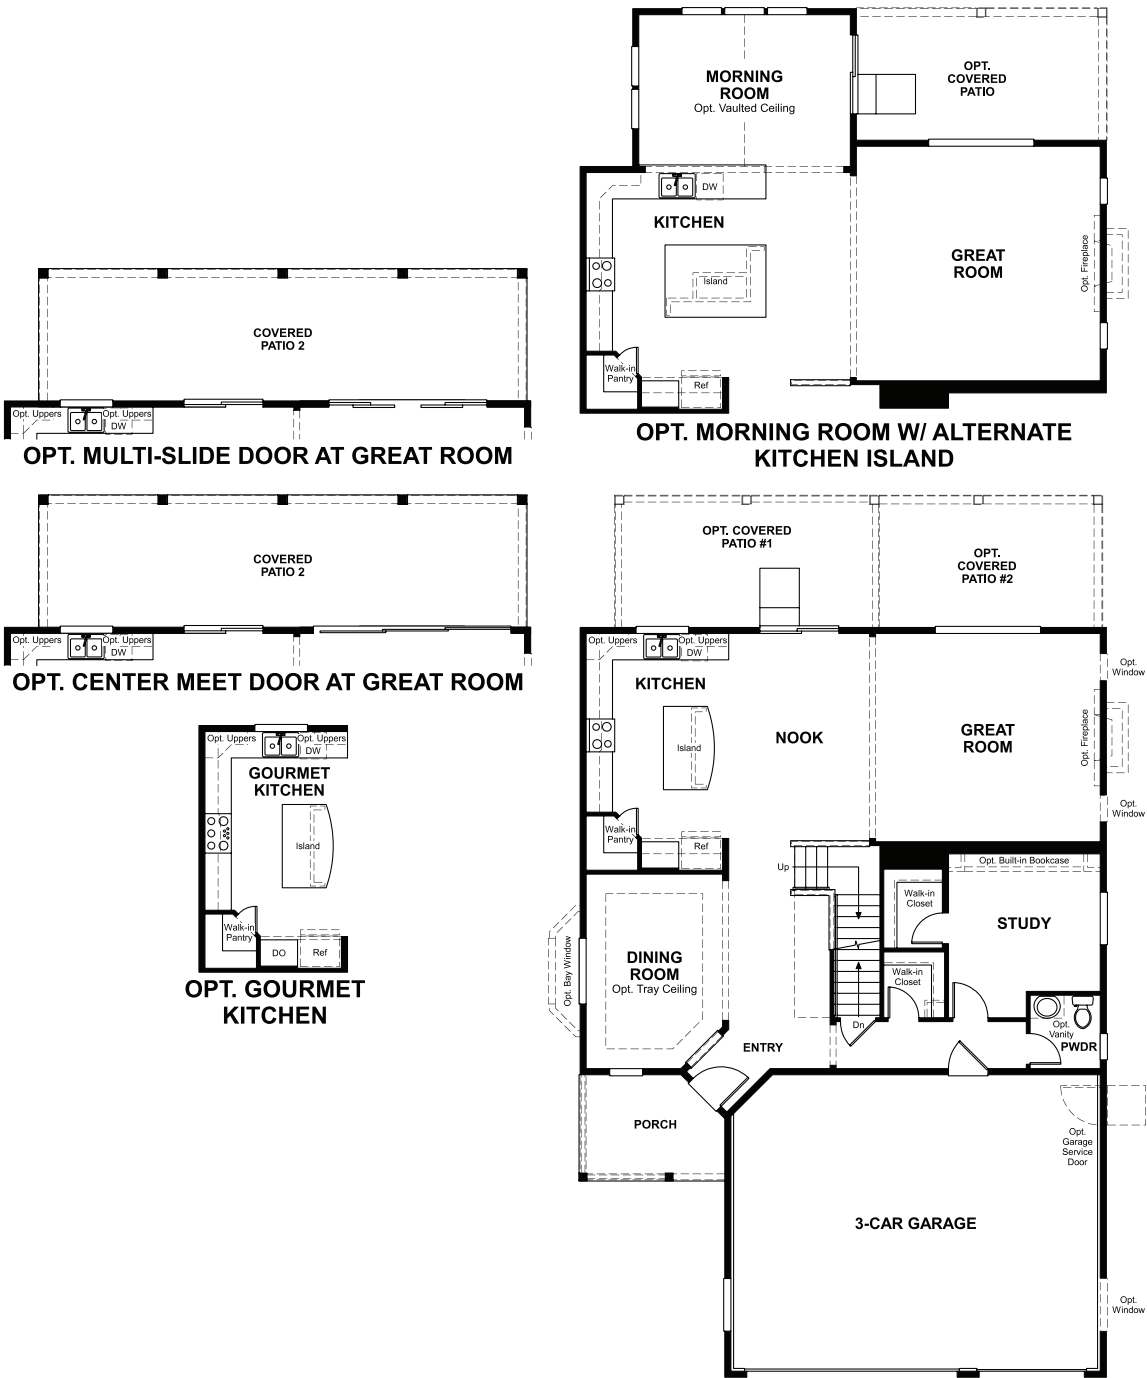 MORNING
ROOM
Opt. Vaulted Ceiling
OPT.
COVERED
PATIO
DW
KITCHEN
Island
GREAT
ROOM
Opt. Fireplace
Walk-in
Pantry
Ref
OPT. MORNING ROOM W/ ALTERNATE
KITCHEN ISLAND
COVERED
PATIO 2
Opt. Uppers
Opt. Uppers
DW
OPT. MULTI-SLIDE DOOR AT GREAT ROOM
COVERED
PATIO 2
Opt. Uppers
Opt. Uppers
DW
OPT. CENTER MEET DOOR AT GREAT ROOM
Opt. Uppers
Opt. Uppers
DW
GOURMET
KITCHEN
Island
Walk-in
Pantry
DO
Ref
OPT. GOURMET
KITCHEN
OPT. COVERED
PATIO #1
OPT.
COVERED
PATIO #2
Opt. Uppers
Opt. Uppers
DW
KITCHEN
Island
NOOK
GREAT
ROOM
Opt.
Window
Opt. Fireplace
Opt.
Window
Walk-in
Pantry
Ref
Up
Opt. Built-in Bookcase
Walk-in
Closet
STUDY
DINING
ROOM
Opt. Tray Ceiling
Opt. Bay Window
Walk-in
Closet
Dn
Opt.
Vanity
PWDR
ENTRY
PORCH
Opt.
Garage
Service
Door
3-CAR GARAGE
Opt.
Window